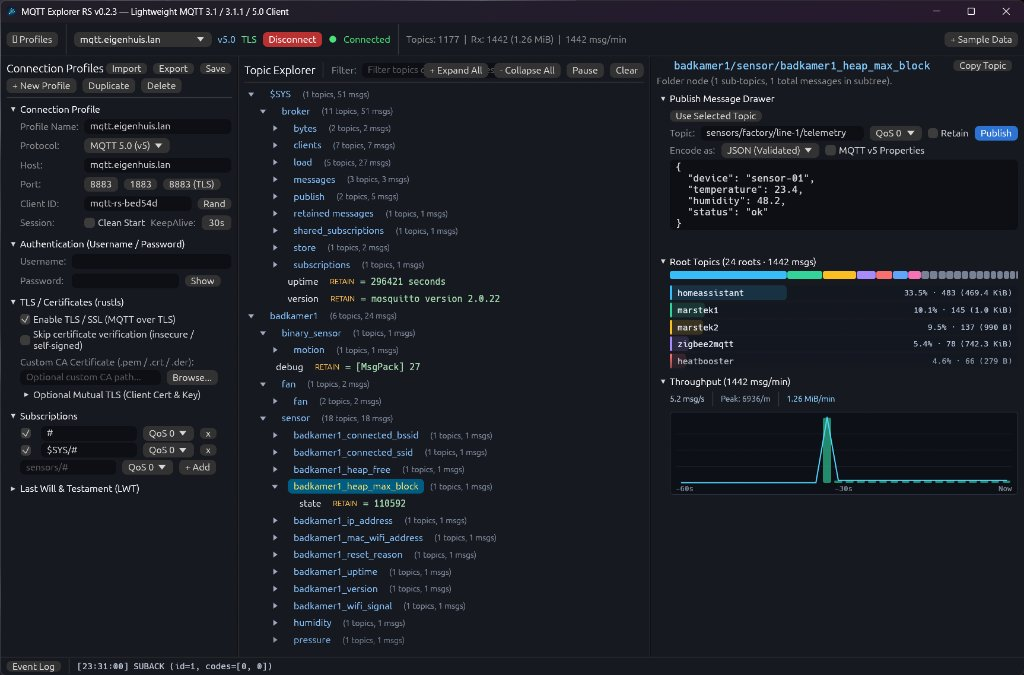 MQTT Explorer RS v0.2.3 — Lightweight MQTT 3.1 / 3.1.1 / 5.0 Client
Profiles mqtt.eigenhuis.lan v5.0 TLS Disconnect Connected Topics: 1177 | Rx: 1442 (1.26 MiB) | 1442 msg/min + Sample Data
Connection Profiles Import Export Save
+ New Profile Duplicate Delete
Connection Profile
Profile Name: mqtt.eigenhuis.lan
Protocol: MQTT 5.0 (v5)
Host: mqtt.eigenhuis.lan
Port: 8883 1883 8883 (TLS)
Client ID: mqtt-rs-bed54d Rand
Session: Clean Start KeepAlive: 30s
Authentication (Username / Password)
Username:
Password: Show
TLS / Certificates (rustls)
Enable TLS / SSL (MQTT over TLS)
Skip certificate verification (insecure /
self-signed)
Custom CA Certificate (.pem / .crt / .der):
Optional custom CA path... Browse...
Optional Mutual TLS (Client Cert & Key)
Subscriptions
# QoS 0 x
$SYS/# QoS 0 x
sensors/# QoS 0 + Add
Last Will & Testament (LWT)
Topic Explorer Filter: Filter topics + Expand All - Collapse All Pause Clear
$SYS (1 topics, 51 msgs)
broker (11 topics, 51 msgs)
bytes (2 topics, 2 msgs)
clients (7 topics, 7 msgs)
load (5 topics, 27 msgs)
messages (3 topics, 3 msgs)
publish (2 topics, 5 msgs)
retained messages (1 topics, 1 msgs)
shared_subscriptions (1 topics, 1 msgs)
store (1 topics, 2 msgs)
subscriptions (1 topics, 1 msgs)
uptime RETAIN = 296421 seconds
version RETAIN = mosquitto version 2.0.22
badkamer1 (6 topics, 24 msgs)
binary_sensor (1 topics, 1 msgs)
motion (1 topics, 1 msgs)
debug RETAIN = [MsgPack] 27
fan (1 topics, 2 msgs)
fan (2 topics, 2 msgs)
sensor (18 topics, 18 msgs)
badkamer1_connected_bssid (1 topics, 1 msgs)
badkamer1_connected_ssid (1 topics, 1 msgs)
badkamer1_heap_free (1 topics, 1 msgs)
badkamer1_heap_max_block (1 topics, 1 msgs)
state RETAIN = 110592
badkamer1_ip_address (1 topics, 1 msgs)
badkamer1_mac_wifi_address (1 topics, 1 msgs)
badkamer1_reset_reason (1 topics, 1 msgs)
badkamer1_uptime (1 topics, 1 msgs)
badkamer1_version (1 topics, 1 msgs)
badkamer1_wifi_signal (1 topics, 1 msgs)
humidity (1 topics, 1 msgs)
pressure (1 topics, 1 msgs)
badkamer1/sensor/badkamer1_heap_max_block Copy Topic
Folder node (1 sub-topics, 1 total messages in subtree).
Publish Message Drawer
Use Selected Topic
Topic: sensors/factory/line-1/telemetry QoS 0 Retain Publish
Encode as: JSON (Validated) MQTT v5 Properties
{
"device": "sensor-01",
"temperature": 23.4,
"humidity": 48.2,
"status": "ok"
}
Root Topics (24 roots · 1442 msgs)
homeassistant 33.5% · 483 (469.4 KiB)
marstek1 10.1% · 145 (1.0 KiB)
marstek2 9.5% · 137 (990 B)
zigbee2mqtt 5.4% · 78 (742.3 KiB)
heatbooster 4.6% · 66 (279 B)
Throughput (1442 msg/min)
5.2 msg/s Peak: 6936/m 1.26 MiB/min
-60s -30s Now
Event Log [23:31:00] SUBACK (id=1, codes=[0, 0])